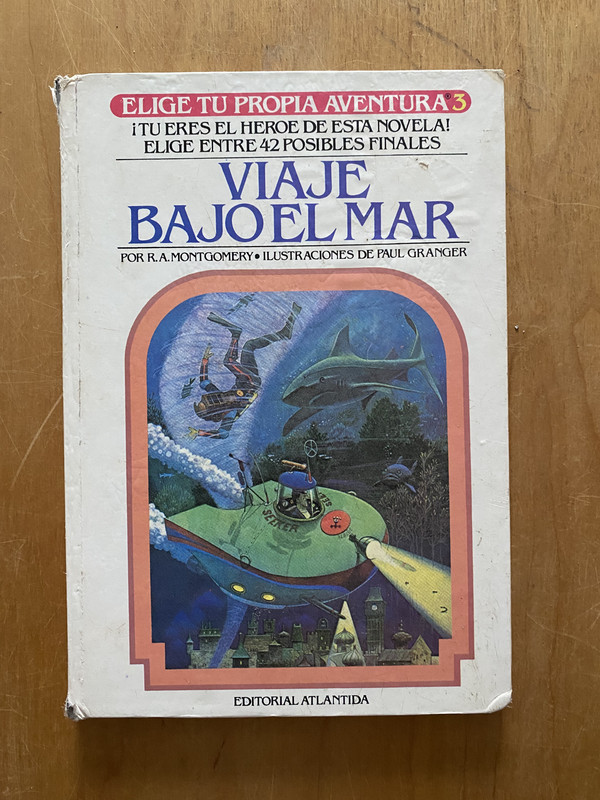 ELIGE TU PROPIA AVENTURA® 3
¡TU ERES EL HEROE DE ESTA NOVELA!
ELIGE ENTRE 42 POSIBLES FINALES
VIAJE
BAJO EL MAR
POR R.A. MONTGOMERY • ILUSTRACIONES DE PAUL GRANGER
SEEKER
EDITORIAL ATLANTIDA